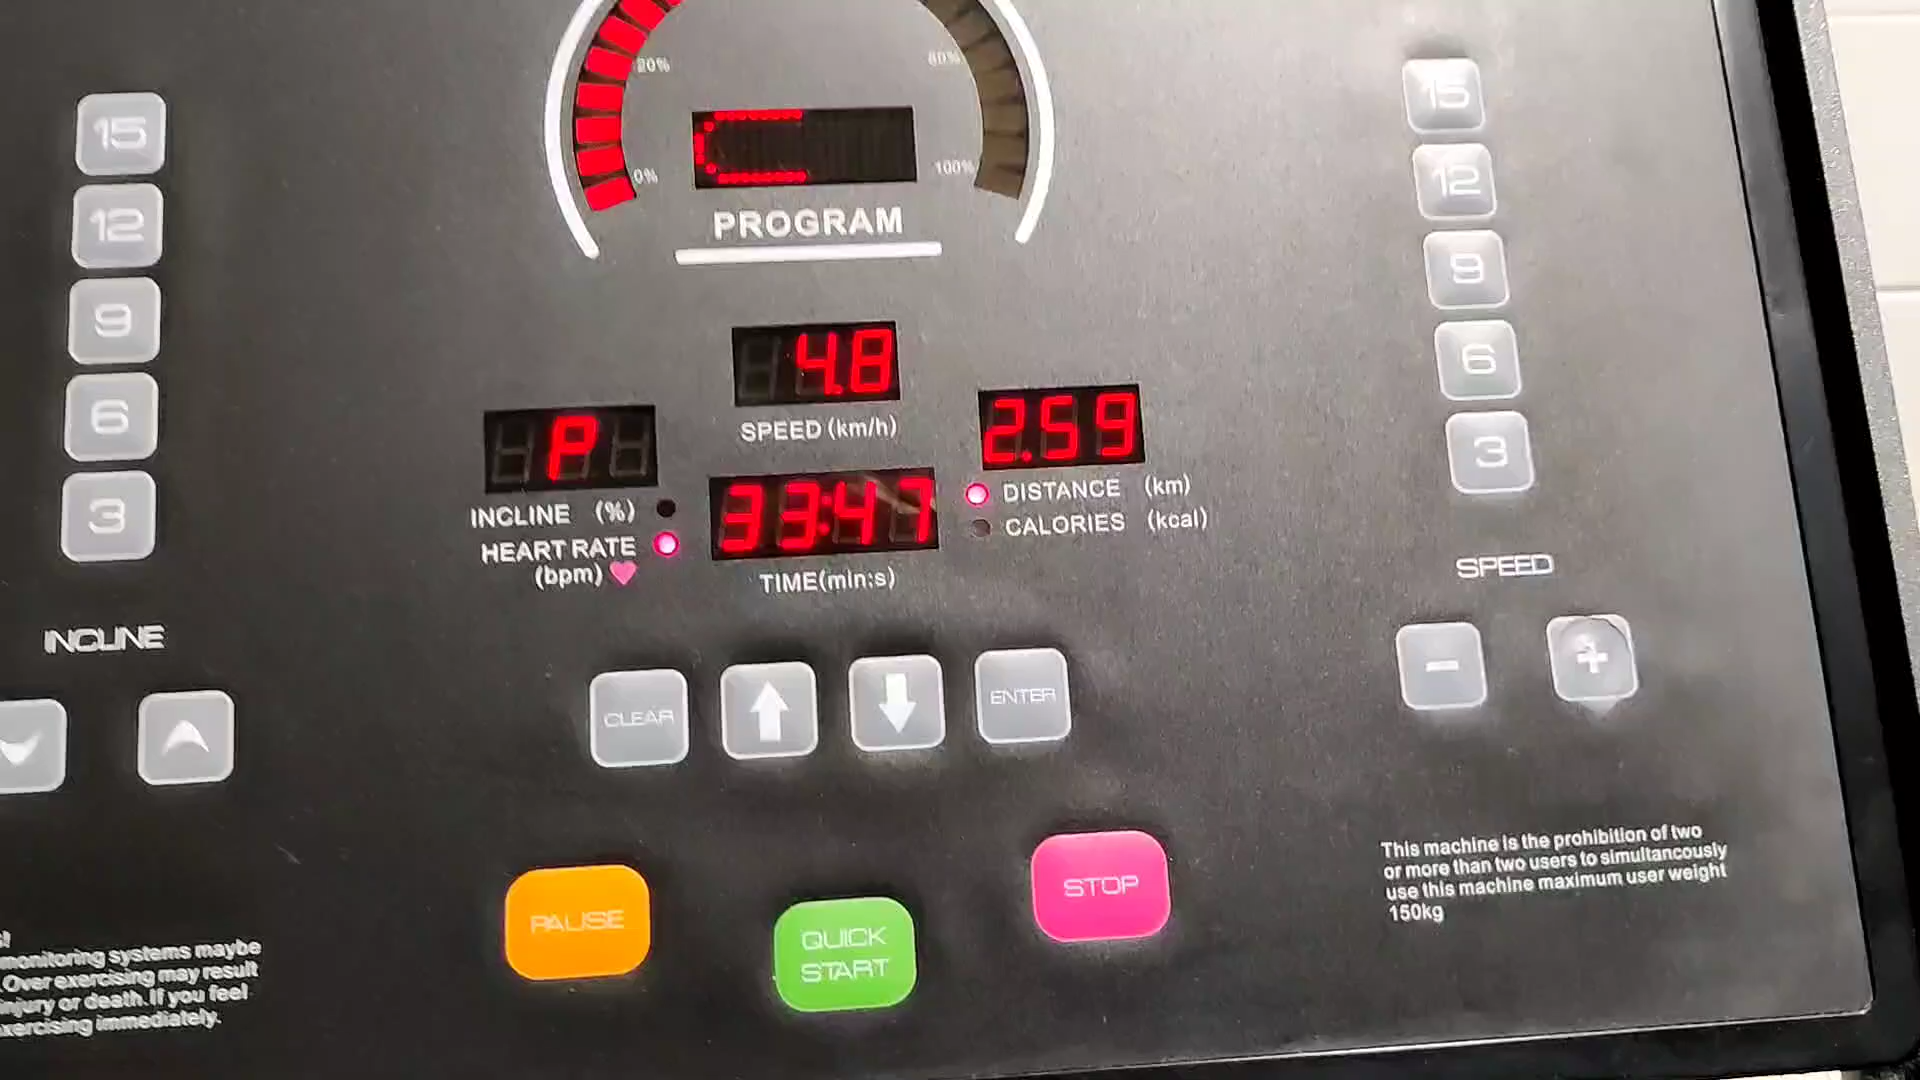 20%
80%
0%
100%
PROGRAM
15
12
9
6
3
INCLINE
4.8
SPEED (km/h)
P
INCLINE (%)
HEART RATE
(bpm)
33:47
TIME(min:s)
2.59
DISTANCE (km)
CALORIES (kcal)
15
12
9
6
3
SPEED
-
+
CLEAR
ENTER
PAUSE
QUICK
START
STOP
This machine is the prohibition of two
or more than two users to simultancously
use this machine maximum user weight
150kg
monitoring systems maybe
.Over exercising may result
injury or death.If you feel
exercising immediately.